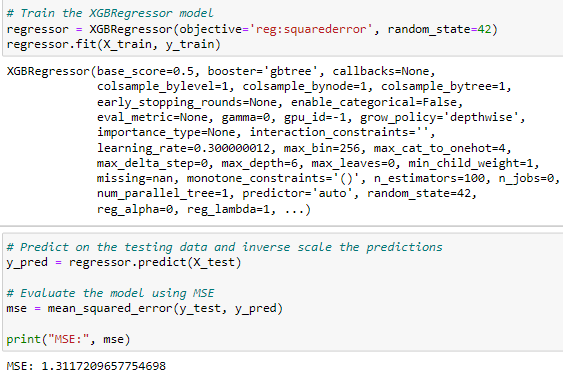 # Train the XGBRegressor model
regressor = XGBRegressor(objective='reg:squarederror', random_state=42)
regressor.fit(X_train, y_train)
XGBRegressor(base_score=0.5, booster='gbtree', callbacks=None,
colsample_bylevel=1, colsample_bynode=1, colsample_bytree=1,
early_stopping_rounds=None, enable_categorical=False,
eval_metric=None, gamma=0, gpu_id=-1, grow_policy='depthwise',
importance_type=None, interaction_constraints='',
learning_rate=0.300000012, max_bin=256, max_cat_to_onehot=4,
max_delta_step=0, max_depth=6, max_leaves=0, min_child_weight=1,
missing=nan, monotone_constraints='()', n_estimators=100, n_jobs=0,
num_parallel_tree=1, predictor='auto', random_state=42,
reg_alpha=0, reg_lambda=1, ...)
# Predict on the testing data and inverse scale the predictions
y_pred = regressor.predict(X_test)
# Evaluate the model using MSE
mse = mean_squared_error(y_test, y_pred)
print("MSE:", mse)
MSE: 1.3117209657754698